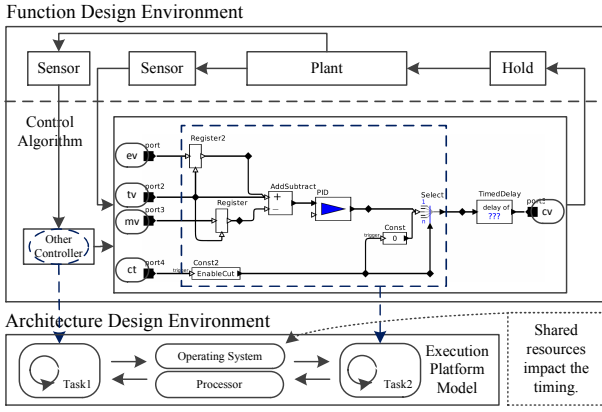 Function Design Environment
Sensor
Sensor
Plant
Hold
Control
Algorithm
port
Register2
ev
port2
tv
AddSubtract
PID
+
−
Register
port3
mv
Select
TimedDelay
delay of
???
port5
cv
Const
trigger
0
Other
Controller
port4
ct
Const2
trigger
EnableCut
Architecture Design Environment
Task1
Operating System
Processor
Task2
Execution
Platform
Model
Shared
resources
impact the
timing.